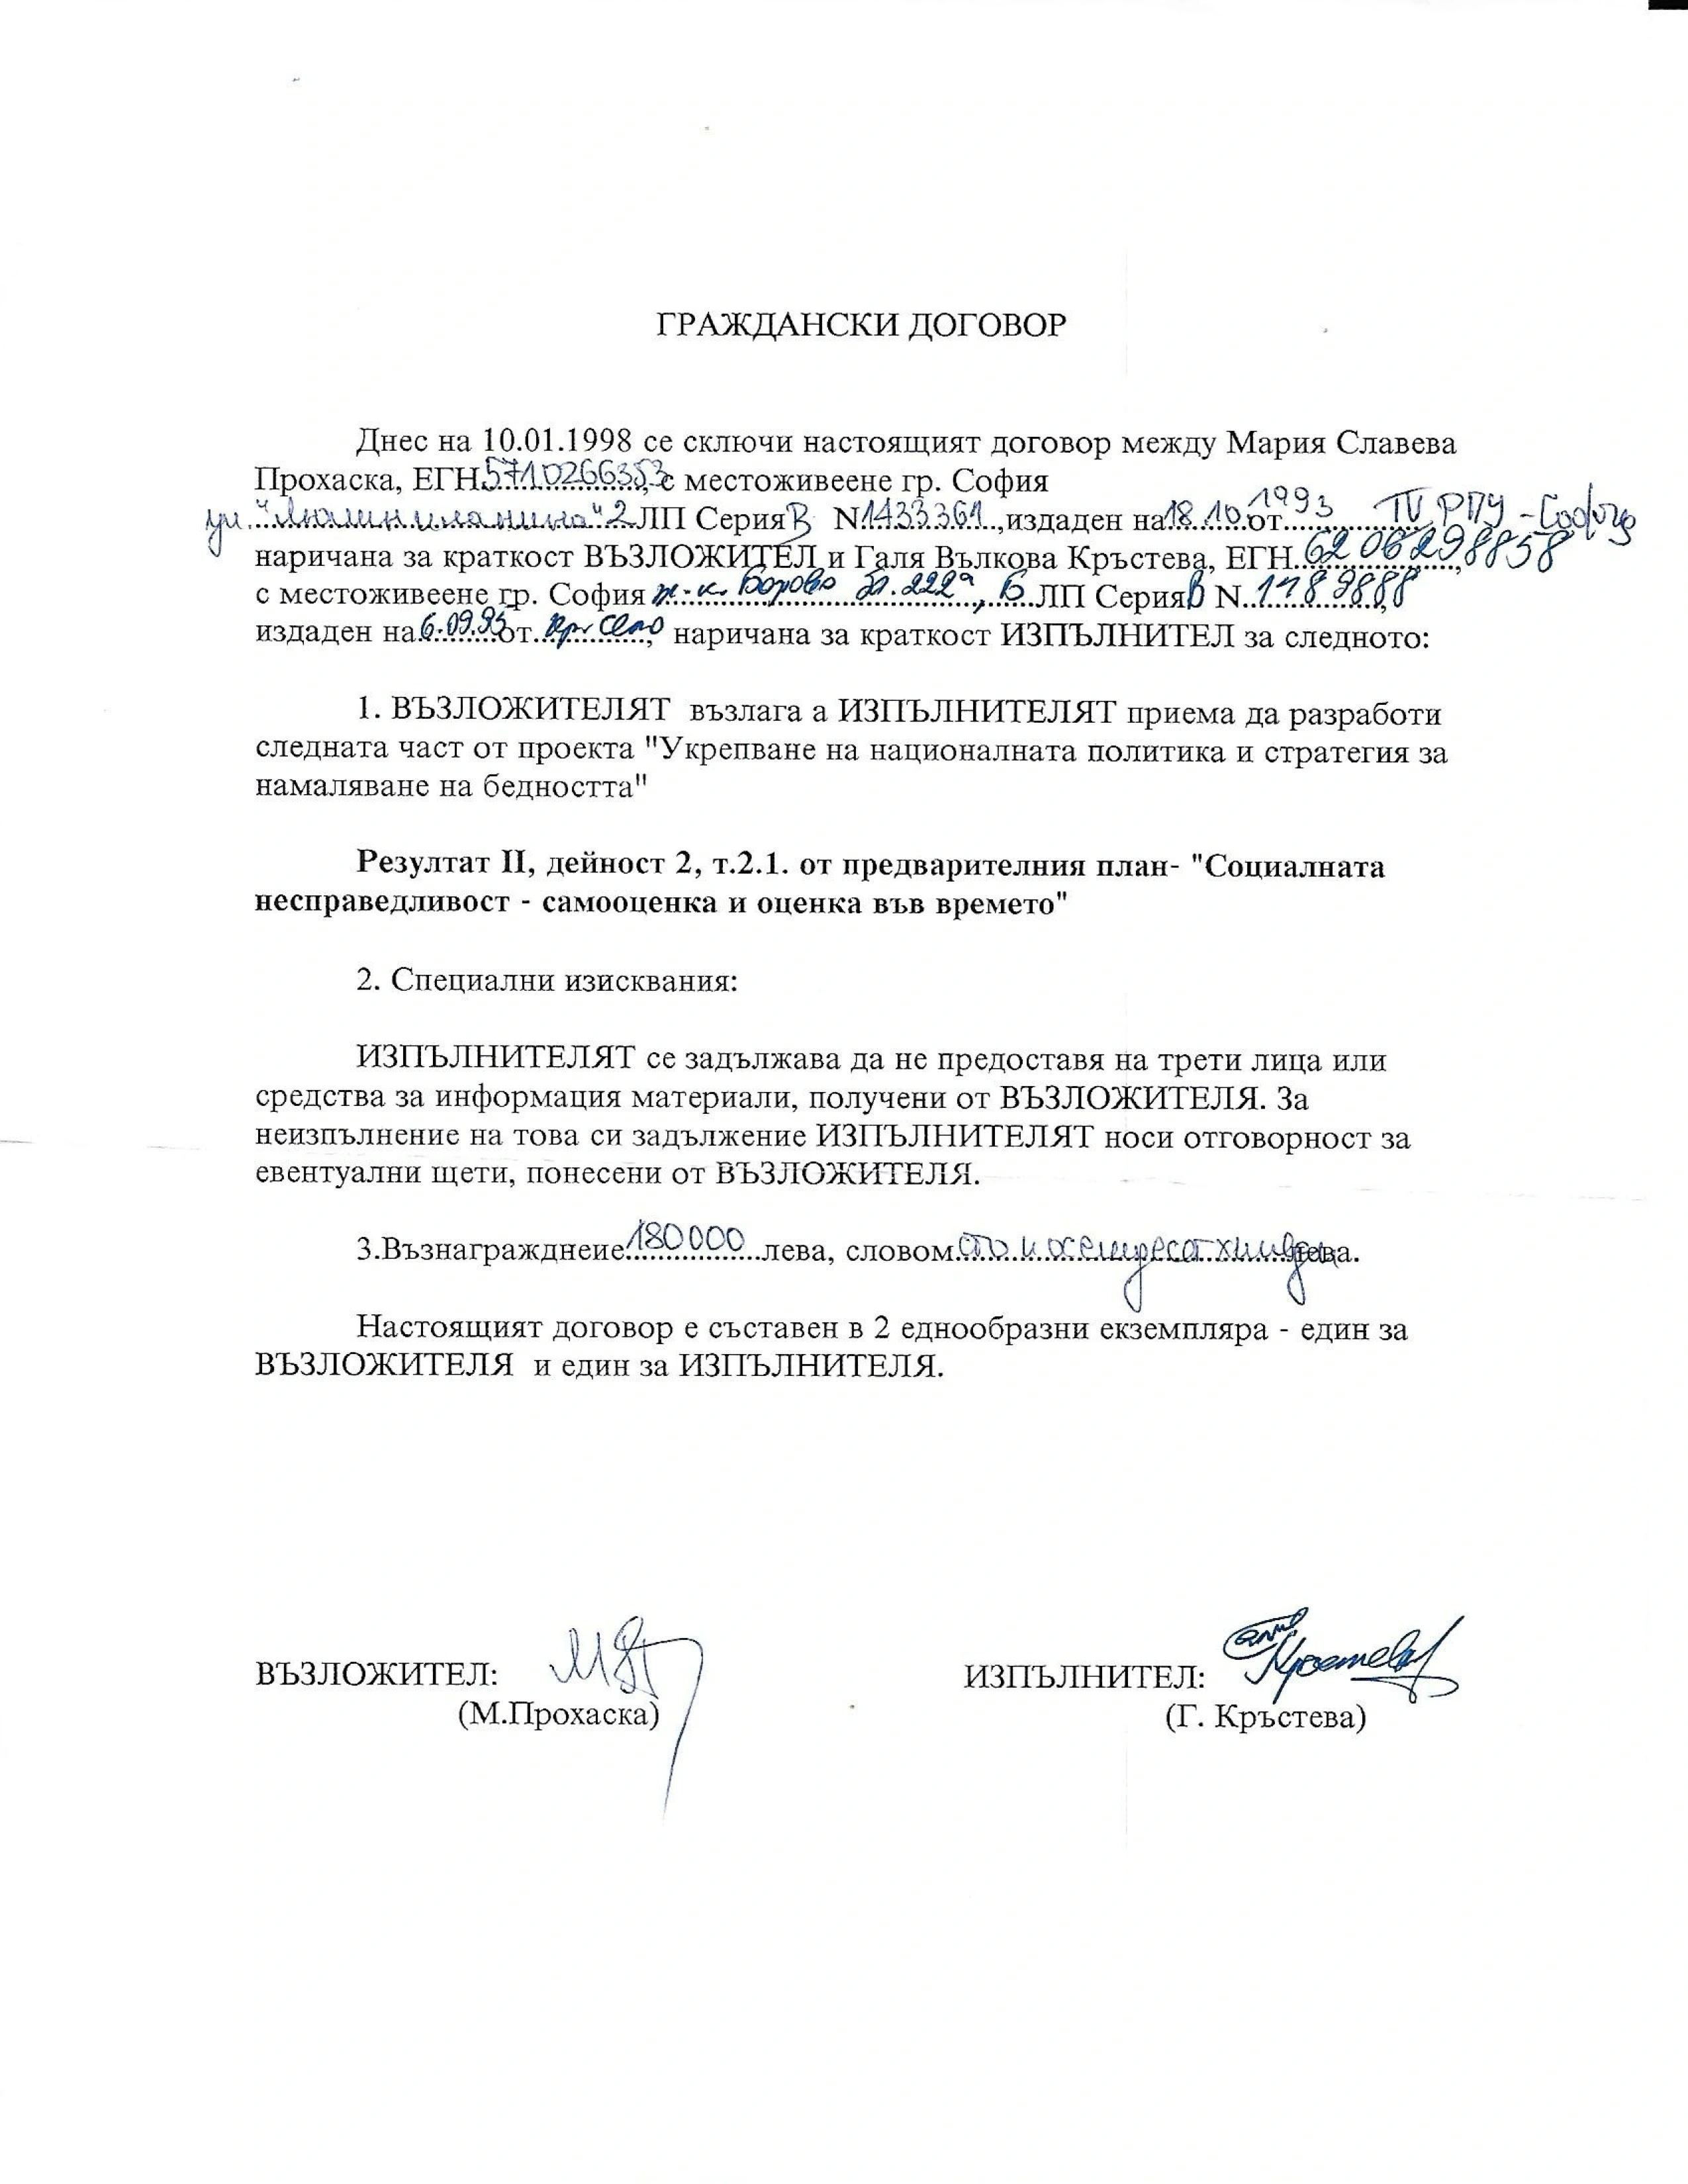 ГРАЖДАНСКИ ДОГОВОР
Днес на 10.01.1998 се сключи настоящият договор между Мария Славева
Прохаска, ЕГН 5710266353, с местоживеене гр. София
ул. 2 ЛП Серия В N 1433361, издаден на 18.10. от 1993 IV РПУ - София
наричана за краткост ВЪЗЛОЖИТЕЛ и Галя Вълкова Кръстева, ЕГН 6206298858,
с местоживеене гр. София ж.к. Борово бл.222а, Б ЛП Серия В N 1789888,
издаден на 6.09.95 от Кр. село, наричана за краткост ИЗПЪЛНИТЕЛ за следното:
1. ВЪЗЛОЖИТЕЛЯТ възлага а ИЗПЪЛНИТЕЛЯТ приема да разработи
следната част от проекта "Укрепване на националната политика и стратегия за
намаляване на бедността"
Резултат II, дейност 2, т.2.1. от предварителния план- "Социалната
несправедливост - самооценка и оценка във времето"
2. Специални изисквания:
ИЗПЪЛНИТЕЛЯТ се задължава да не предоставя на трети лица или
средства за информация материали, получени от ВЪЗЛОЖИТЕЛЯ. За
неизпълнение на това си задължение ИЗПЪЛНИТЕЛЯТ носи отговорност за
евентуални щети, понесени от ВЪЗЛОЖИТЕЛЯ.
3.Възнагражднеие 180000 лева, словом сто и осемдесет хиляди лева.
Настоящият договор е съставен в 2 еднообразни екземпляра - един за
ВЪЗЛОЖИТЕЛЯ и един за ИЗПЪЛНИТЕЛЯ.
ВЪЗЛОЖИТЕЛ:
ИЗПЪЛНИТЕЛ: Кръстева
(М.Прохаска)
(Г. Кръстева)